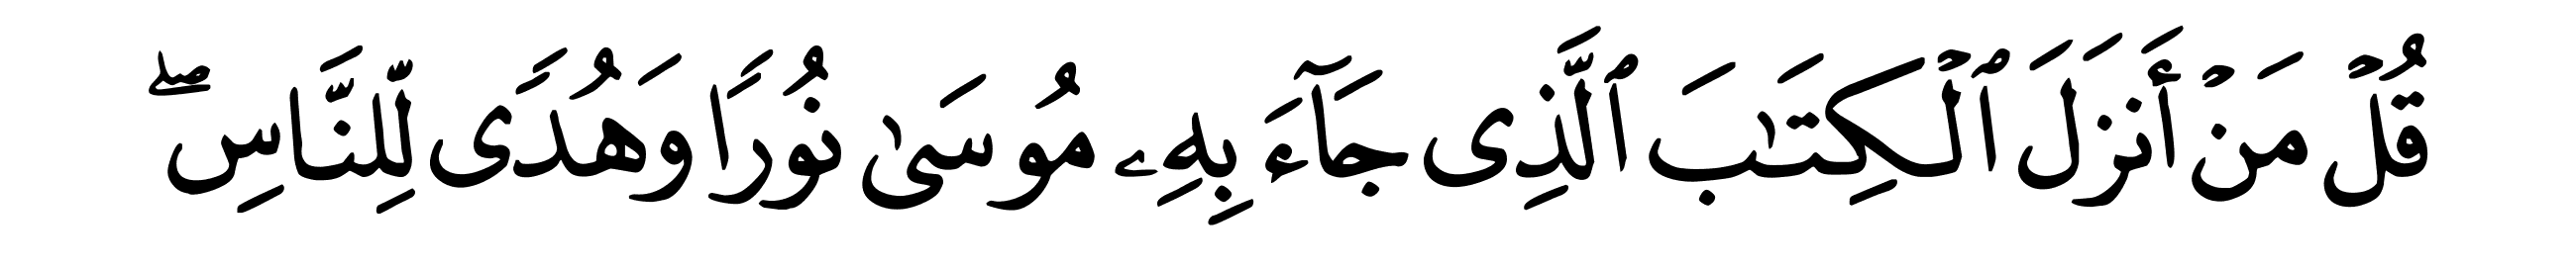 قُلْ مَنْ أَنزَلَ ٱلْكِتَٰبَ ٱلَّذِى جَآءَ بِهِۦ مُوسَىٰ نُورًا وَهُدًى لِّلنَّاسِ ۖ